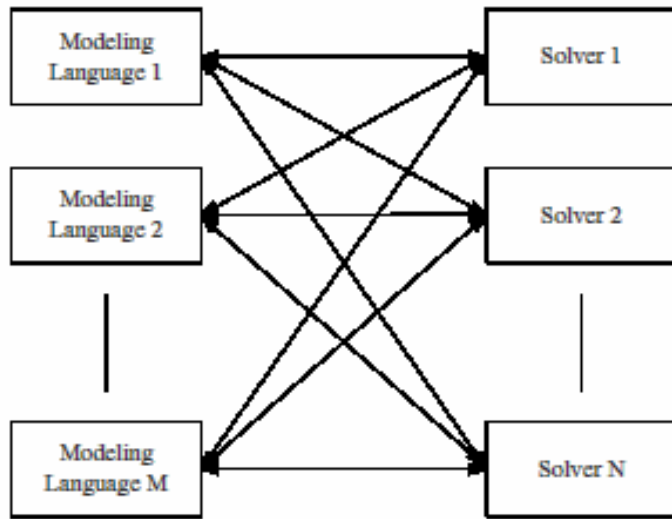 Modeling
Language 1
Solver 1
Modeling
Language 2
Solver 2
Modeling
Language M
Solver N